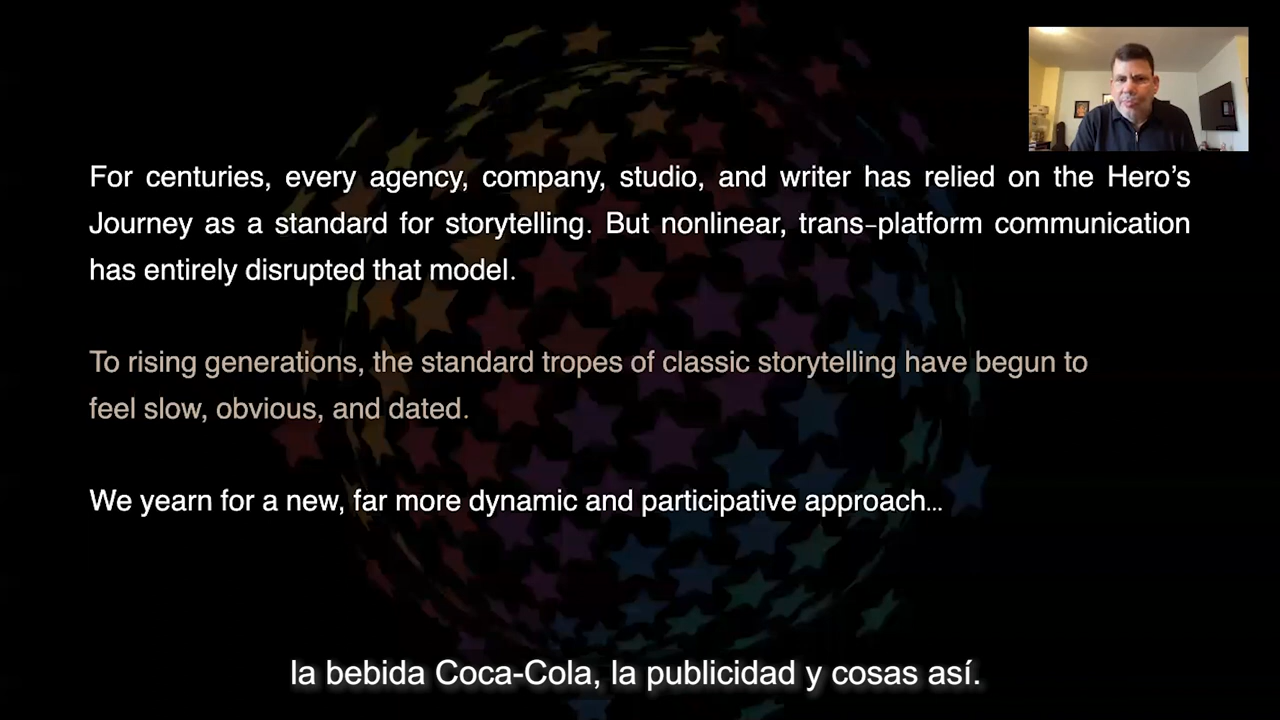 For centuries, every agency, company, studio, and writer has relied on the Hero’s
Journey as a standard for storytelling. But nonlinear, trans-platform communication
has entirely disrupted that model.
To rising generations, the standard tropes of classic storytelling have begun to
feel slow, obvious, and dated.
We yearn for a new, far more dynamic and participative approach…
la bebida Coca-Cola, la publicidad y cosas así.